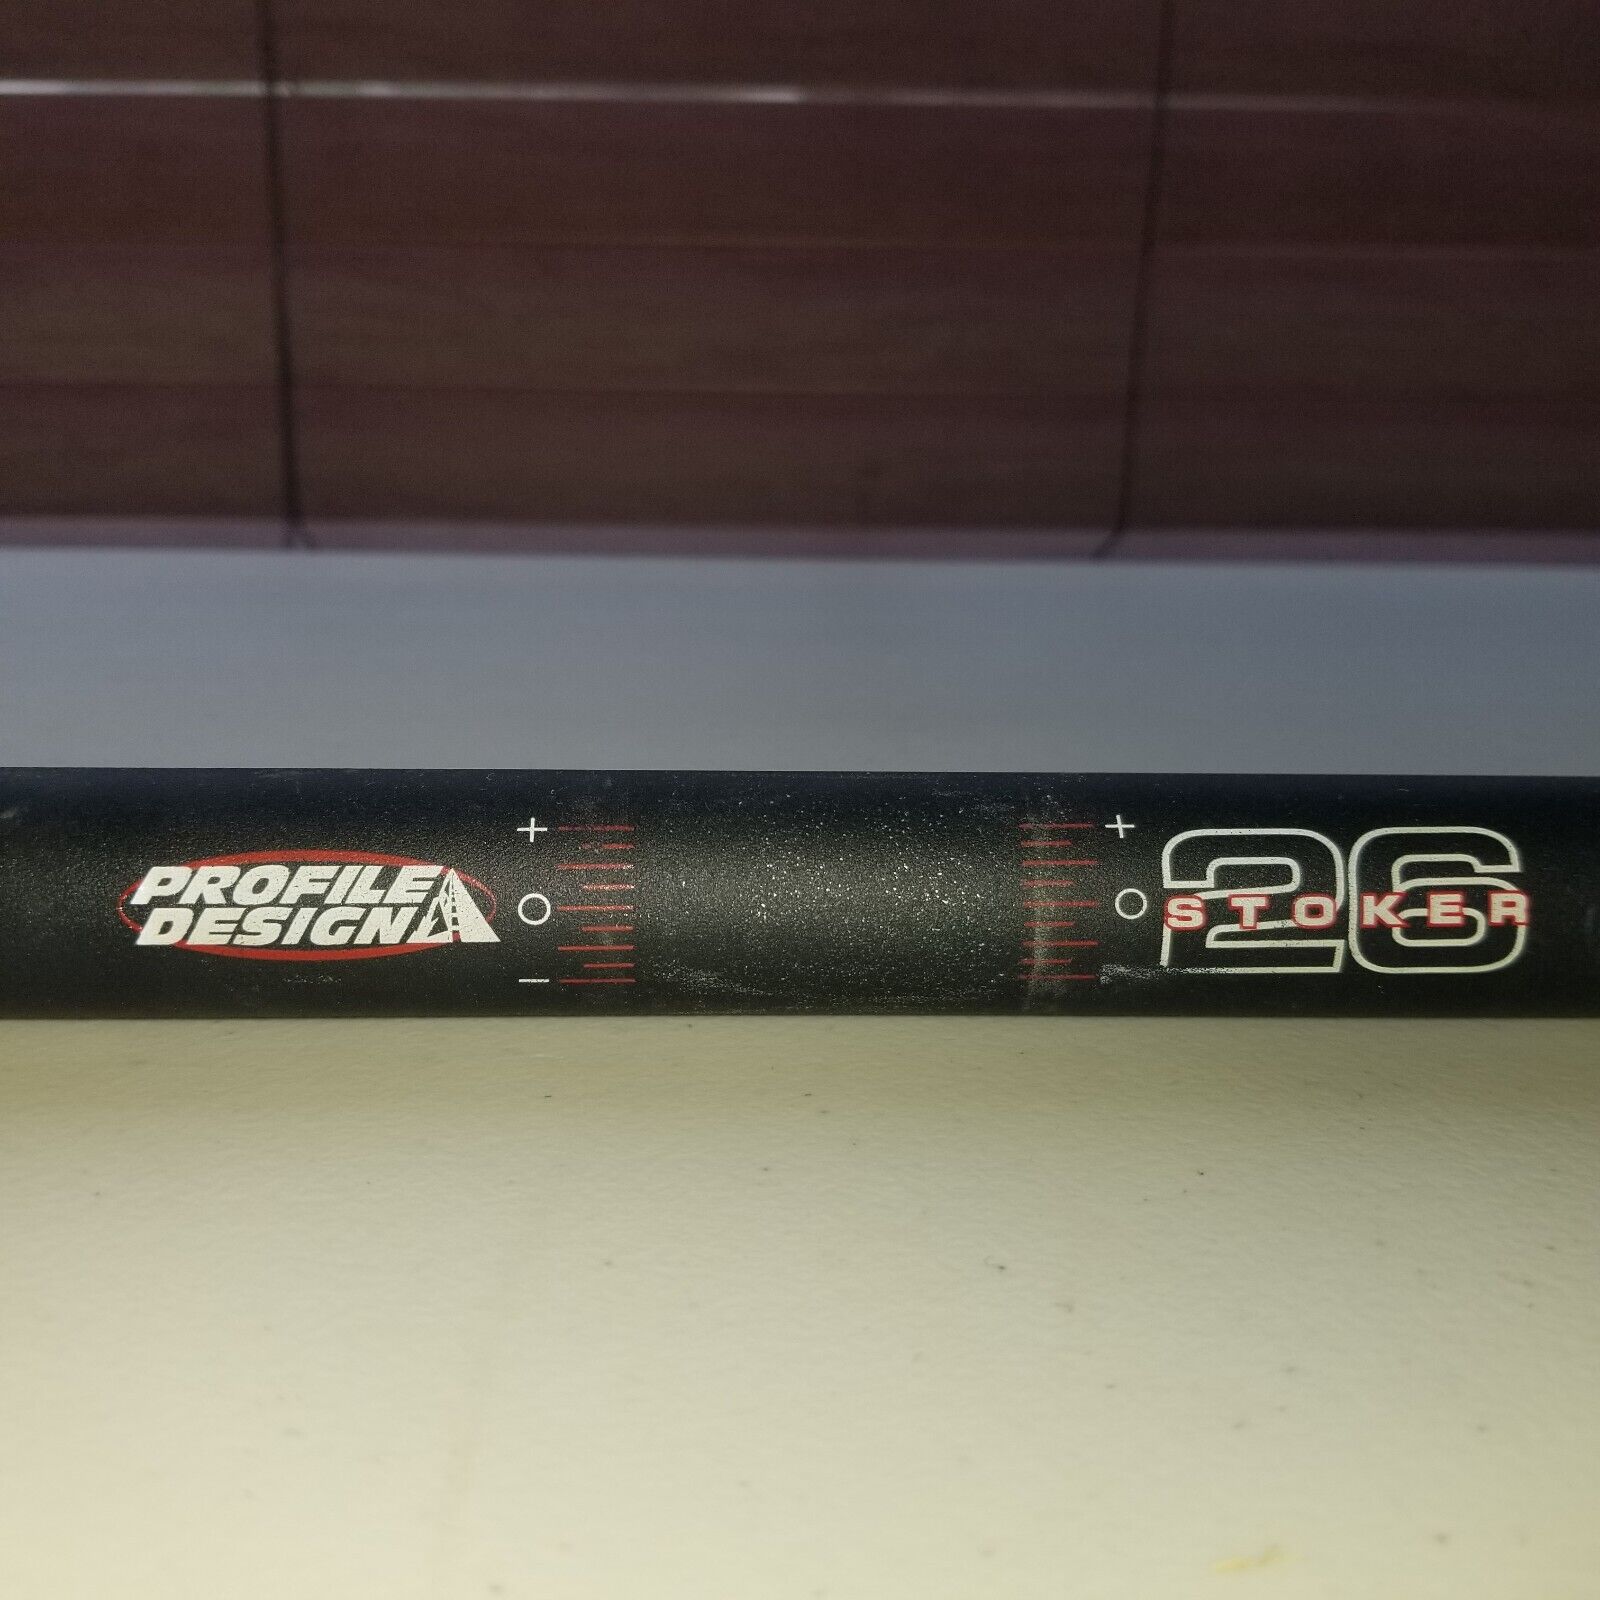 PROFILE
DESIGN
+
O
–
+
O
26
STOKER